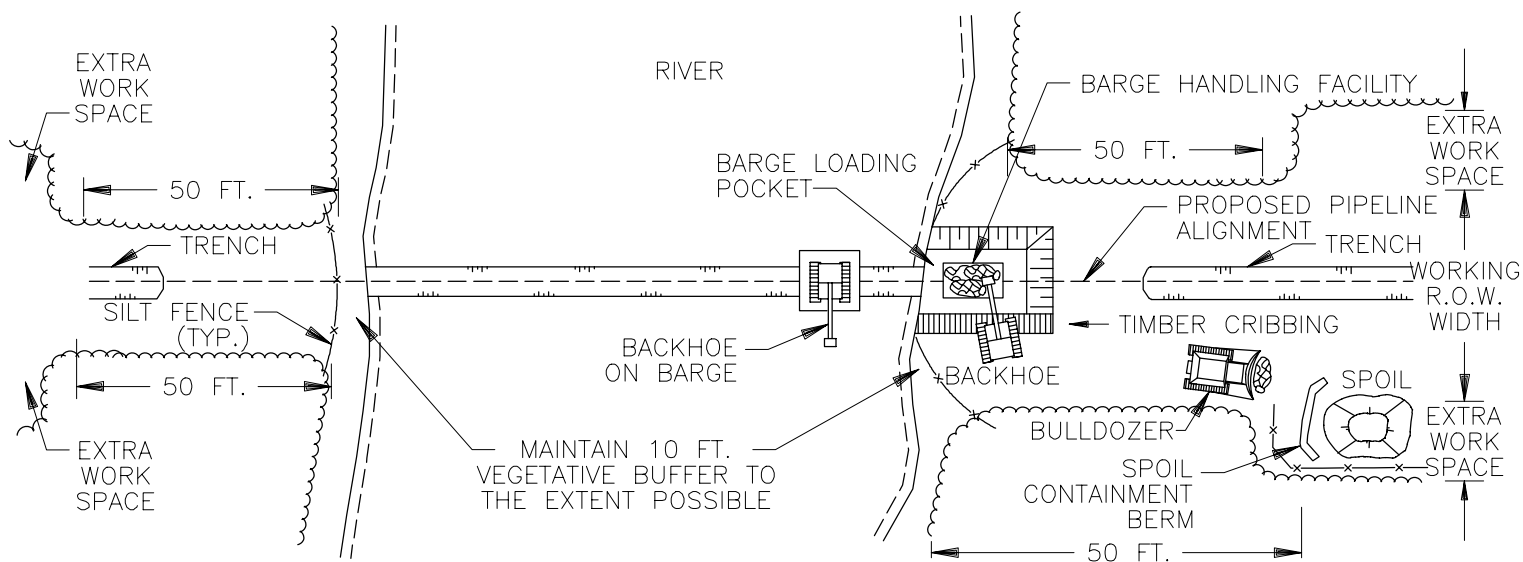 EXTRA
WORK
SPACE
RIVER
BARGE HANDLING FACILITY
EXTRA
WORK
SPACE
50 FT.
BARGE LOADING
POCKET
50 FT.
PROPOSED PIPELINE
ALIGNMENT
TRENCH
TRENCH
WORKING
R.O.W.
WIDTH
SILT FENCE
(TYP.)
TIMBER CRIBBING
BACKHOE
ON BARGE
BACKHOE
50 FT.
SPOIL
BULLDOZER
EXTRA
WORK
SPACE
EXTRA
WORK
SPACE
MAINTAIN 10 FT.
VEGETATIVE BUFFER TO
THE EXTENT POSSIBLE
SPOIL
CONTAINMENT
BERM
50 FT.